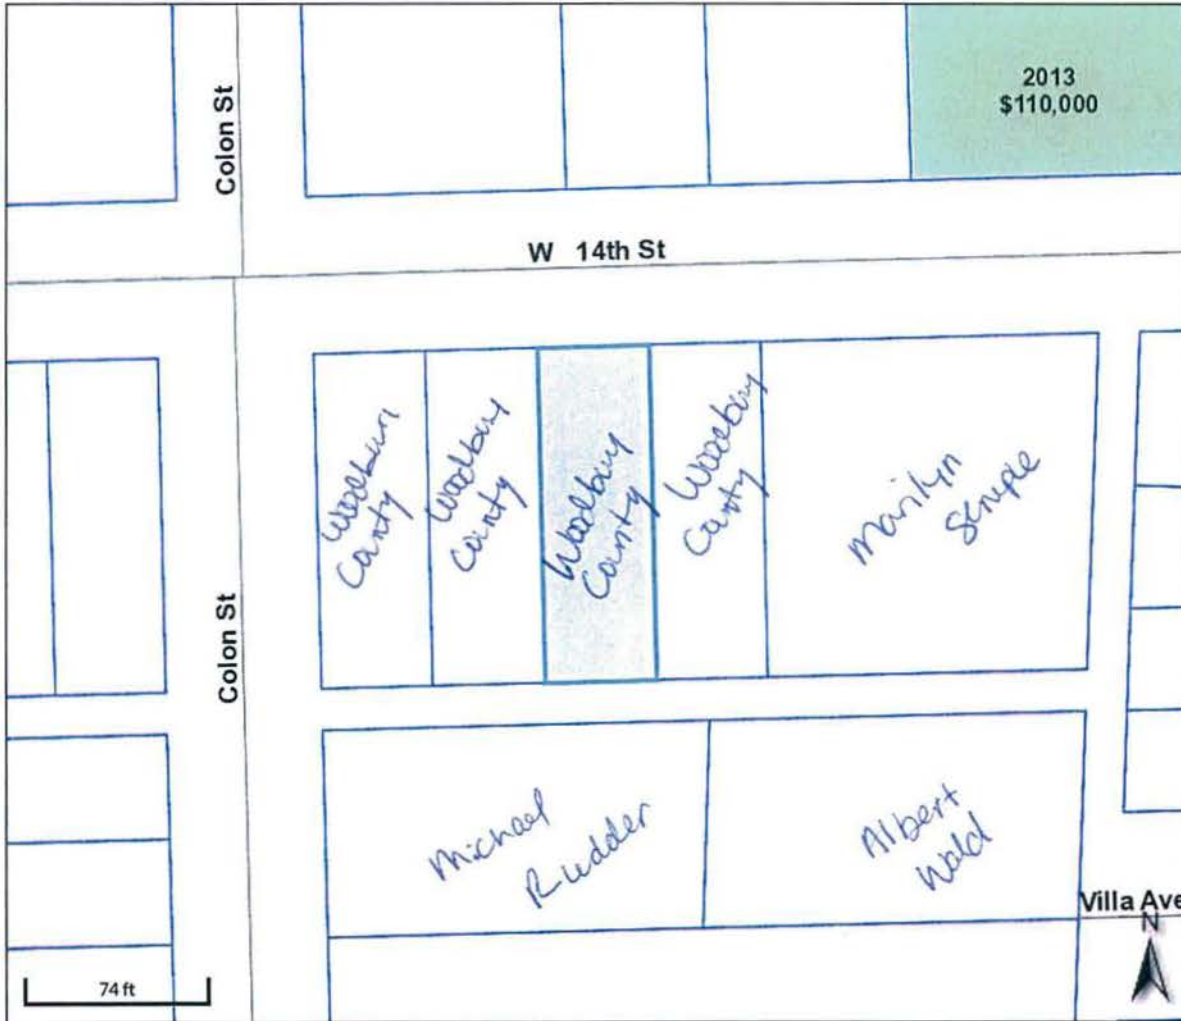 2013
$110,000
Colon St
W 14th St
Woodbury
County
Woodbury
County
Woodbury
County
Woodbury
County
Marilyn
Semple
Colon St
Michael
Rudder
Albert
Wald
Villa Ave
N
74 ft